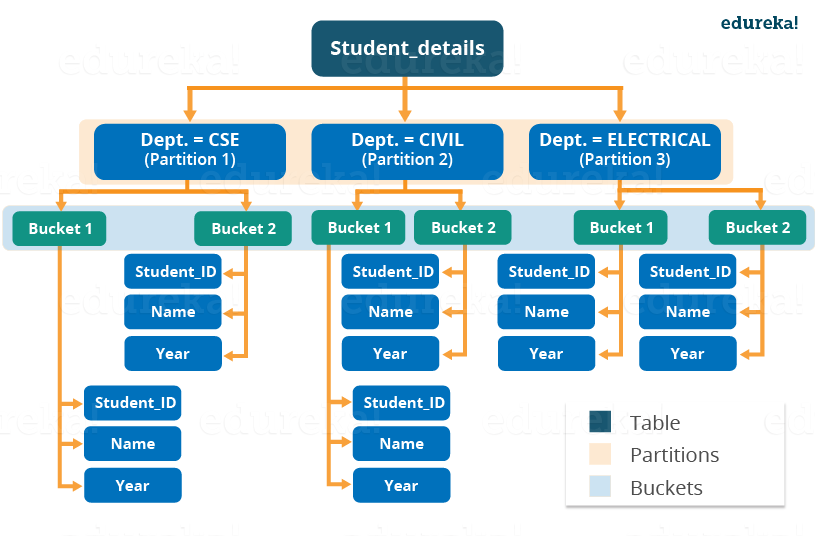 edureka!
Student_details
Dept. = CSE
(Partition 1)
Dept. = CIVIL
(Partition 2)
Dept. = ELECTRICAL
(Partition 3)
Bucket 1
Bucket 2
Bucket 1
Bucket 2
Bucket 1
Bucket 2
Student_ID
Student_ID
Student_ID
Student_ID
Name
Name
Name
Name
Year
Year
Year
Year
Student_ID
Student_ID
Name
Name
Year
Year
Table
Partitions
Buckets